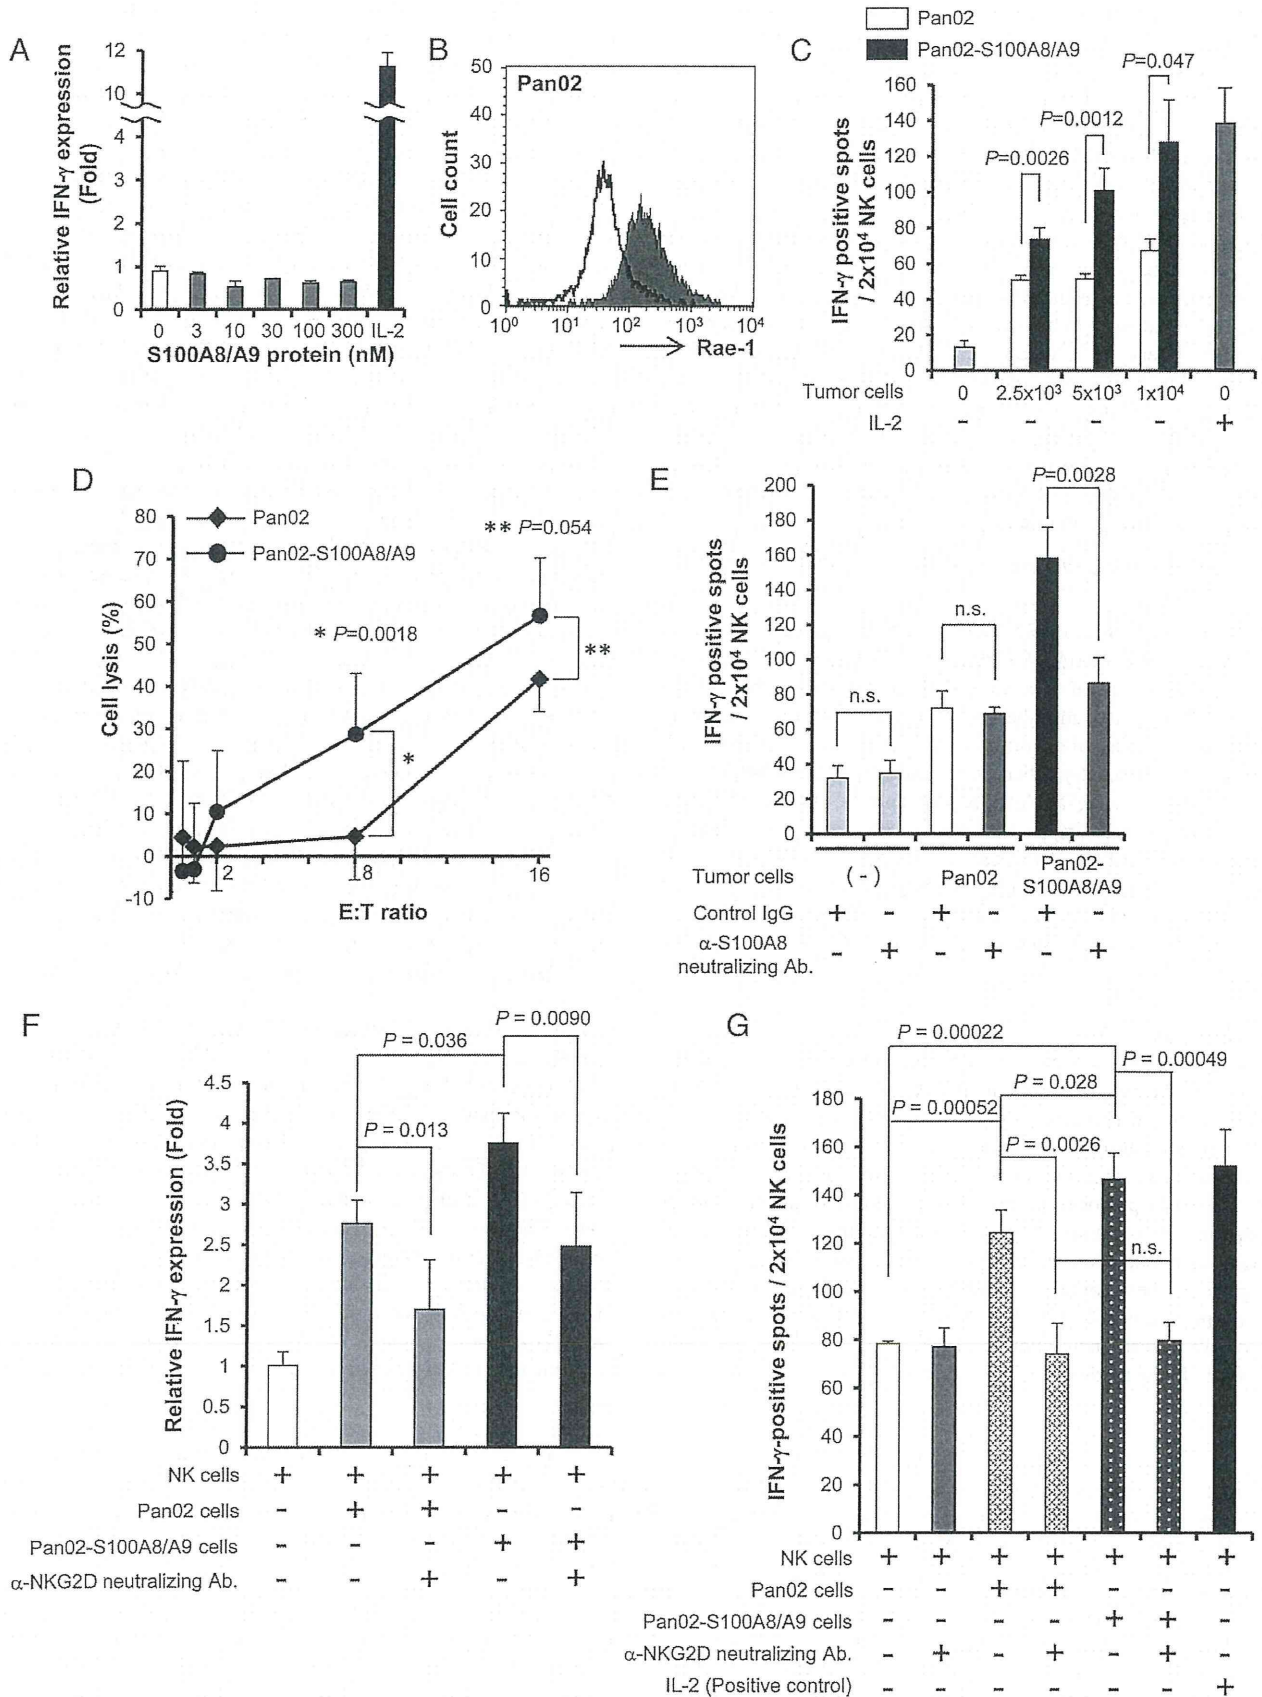 A
Relative IFN-γ expression
(Fold)
12
10
4
3
2
1
0
0 3 10 30 100 300 IL-2
S100A8/A9 protein (nM)
B
Pan02
Cell count
50
40
30
20
10
0
10⁰ 10¹ 10² 10³ 10⁴
Rae-1
C
Pan02
Pan02-S100A8/A9
P=0.047
P=0.0012
P=0.0026
IFN-γ positive spots
/ 2x10⁴ NK cells
160
140
120
100
80
60
40
20
0
Tumor cells 0 2.5x10³ 5x10³ 1x10⁴ 0
IL-2 - - - - +
D
Pan02
Pan02-S100A8/A9
** P=0.054
* P=0.0018
**
*
Cell lysis (%)
80
70
60
50
40
30
20
10
0
-10
2 8 16
E:T ratio
E
P=0.0028
n.s.
n.s.
IFN-γ positive spots
/ 2x10⁴ NK cells
200
180
160
140
120
100
80
60
40
20
0
Tumor cells (-) Pan02 Pan02-
S100A8/A9
Control IgG + - + - + -
α-S100A8
neutralizing Ab. - + - + - +
F
P = 0.0090
P = 0.036
P = 0.013
Relative IFN-γ expression (Fold)
4.5
4
3.5
3
2.5
2
1.5
1
0.5
0
NK cells + + + + +
Pan02 cells - + + - -
Pan02-S100A8/A9 cells - - - + +
α-NKG2D neutralizing Ab. - - + - +
G
P = 0.00022
P = 0.00049
P = 0.028
P = 0.00052
P = 0.0026
n.s.
IFN-γ-positive spots / 2x10⁴ NK cells
180
160
140
120
100
80
60
40
20
0
NK cells + + + + + + +
Pan02 cells - - + + - - -
Pan02-S100A8/A9 cells - - - - + + -
α-NKG2D neutralizing Ab. - + - + - + -
IL-2 (Positive control) - - - - - - +